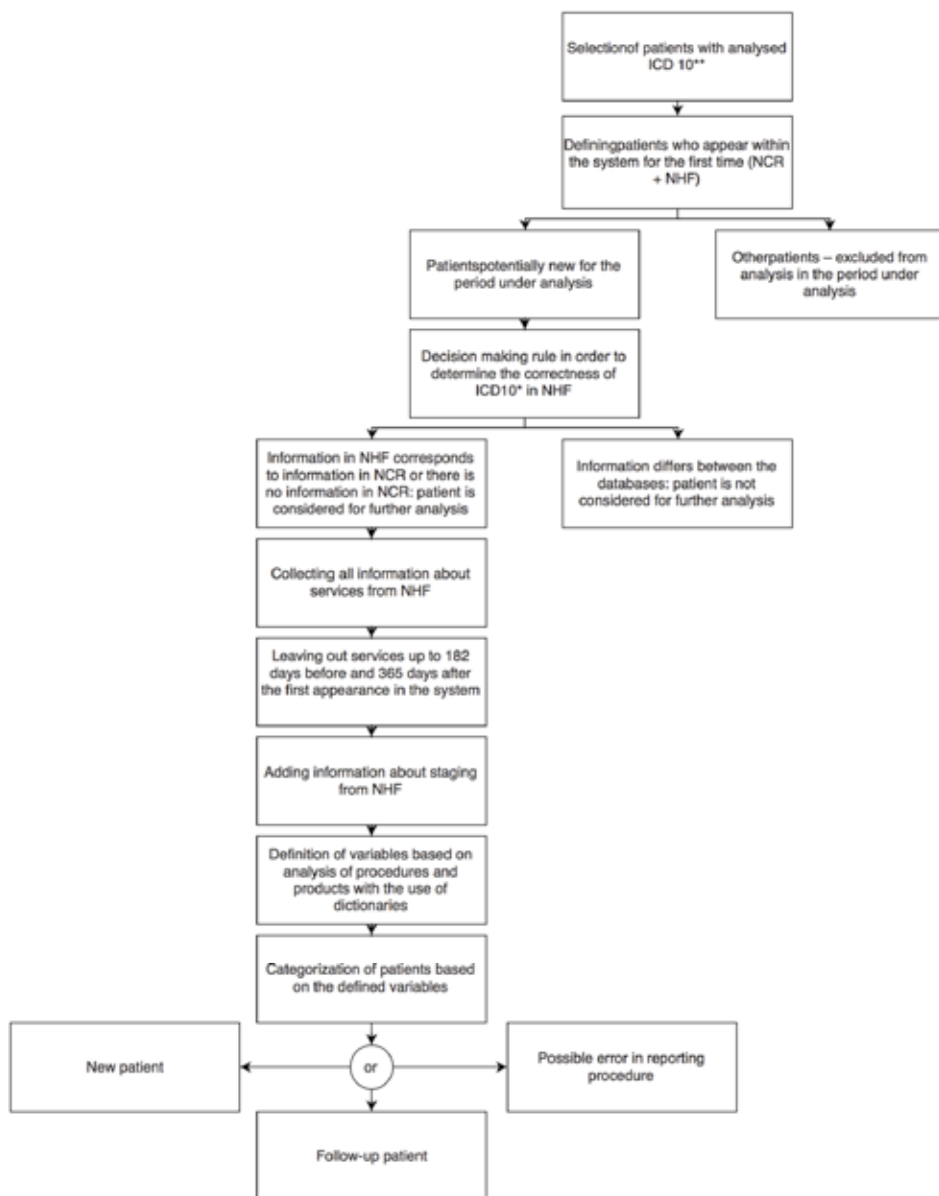 Selectionof patients with analysed
ICD 10**
Definingpatients who appear within
the system for the first time (NCR
+ NHF)
Patientspotentially new for the
period under analysis
Otherpatients – excluded from
analysis in the period under
analysis
Decision making rule in order to
determine the correctness of
ICD10* in NHF
Information in NHF corresponds
to information in NCR or there is
no information in NCR: patient is
considered for further analysis
Information differs between the
databases: patient is not
considered for further analysis
Collecting all information about
services from NHF
Leaving out services up to 182
days before and 365 days after
the first appearance in the system
Adding information about staging
from NHF
Definition of variables based on
analysis of procedures and
products with the use of
dictionaries
Categorization of patients based
on the defined variables
New patient
or
Possible error in reporting
procedure
Follow-up patient